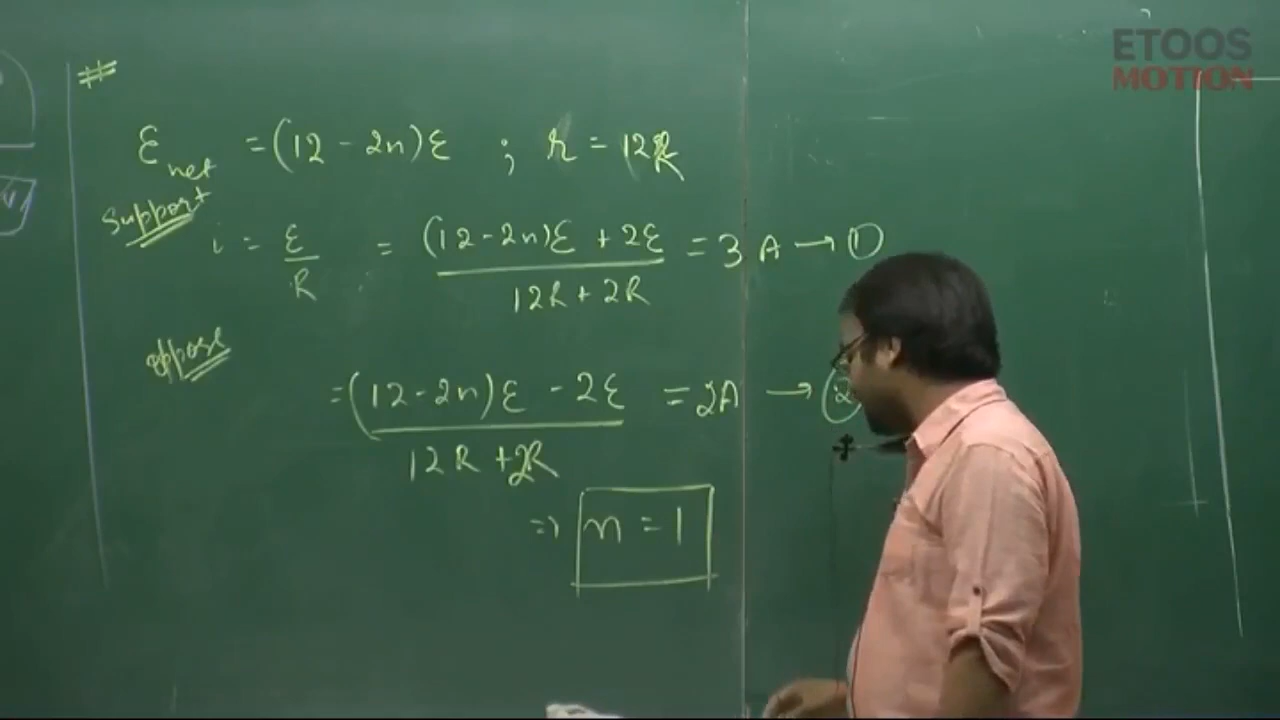 ETOOS
MOTION
#
ε net = (12 - 2n)ε ; r = 12R
Support
i = ε/R = ((12-2n)ε + 2ε)/(12R + 2R) = 3 A → ①
oppose
= ((12-2n)ε - 2ε)/(12R + 2R) = 2A → ②
⇒ n = 1